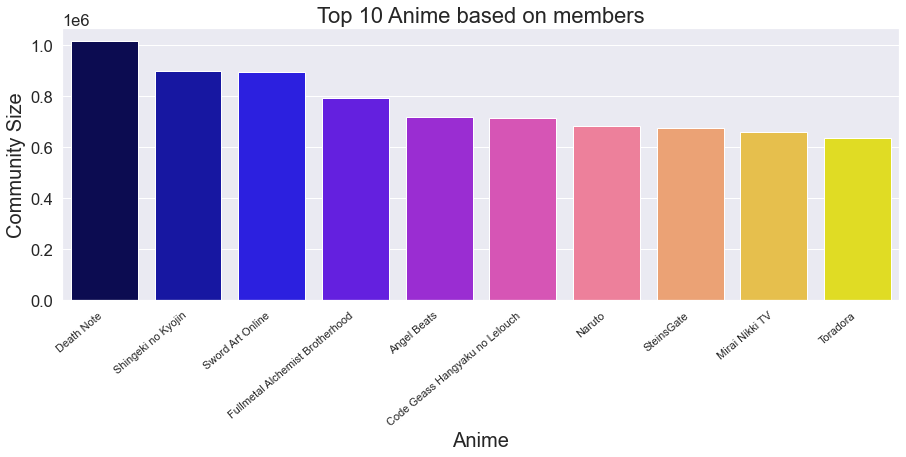 Top 10 Anime based on members
1e6
1.0
0.8
0.6
0.4
0.2
0.0
Community Size
Death Note
Shingeki no Kyojin
Sword Art Online
Fullmetal Alchemist Brotherhood
Angel Beats
Code Geass Hangyaku no Lelouch
Naruto
SteinsGate
Mirai Nikki TV
Toradora
Anime